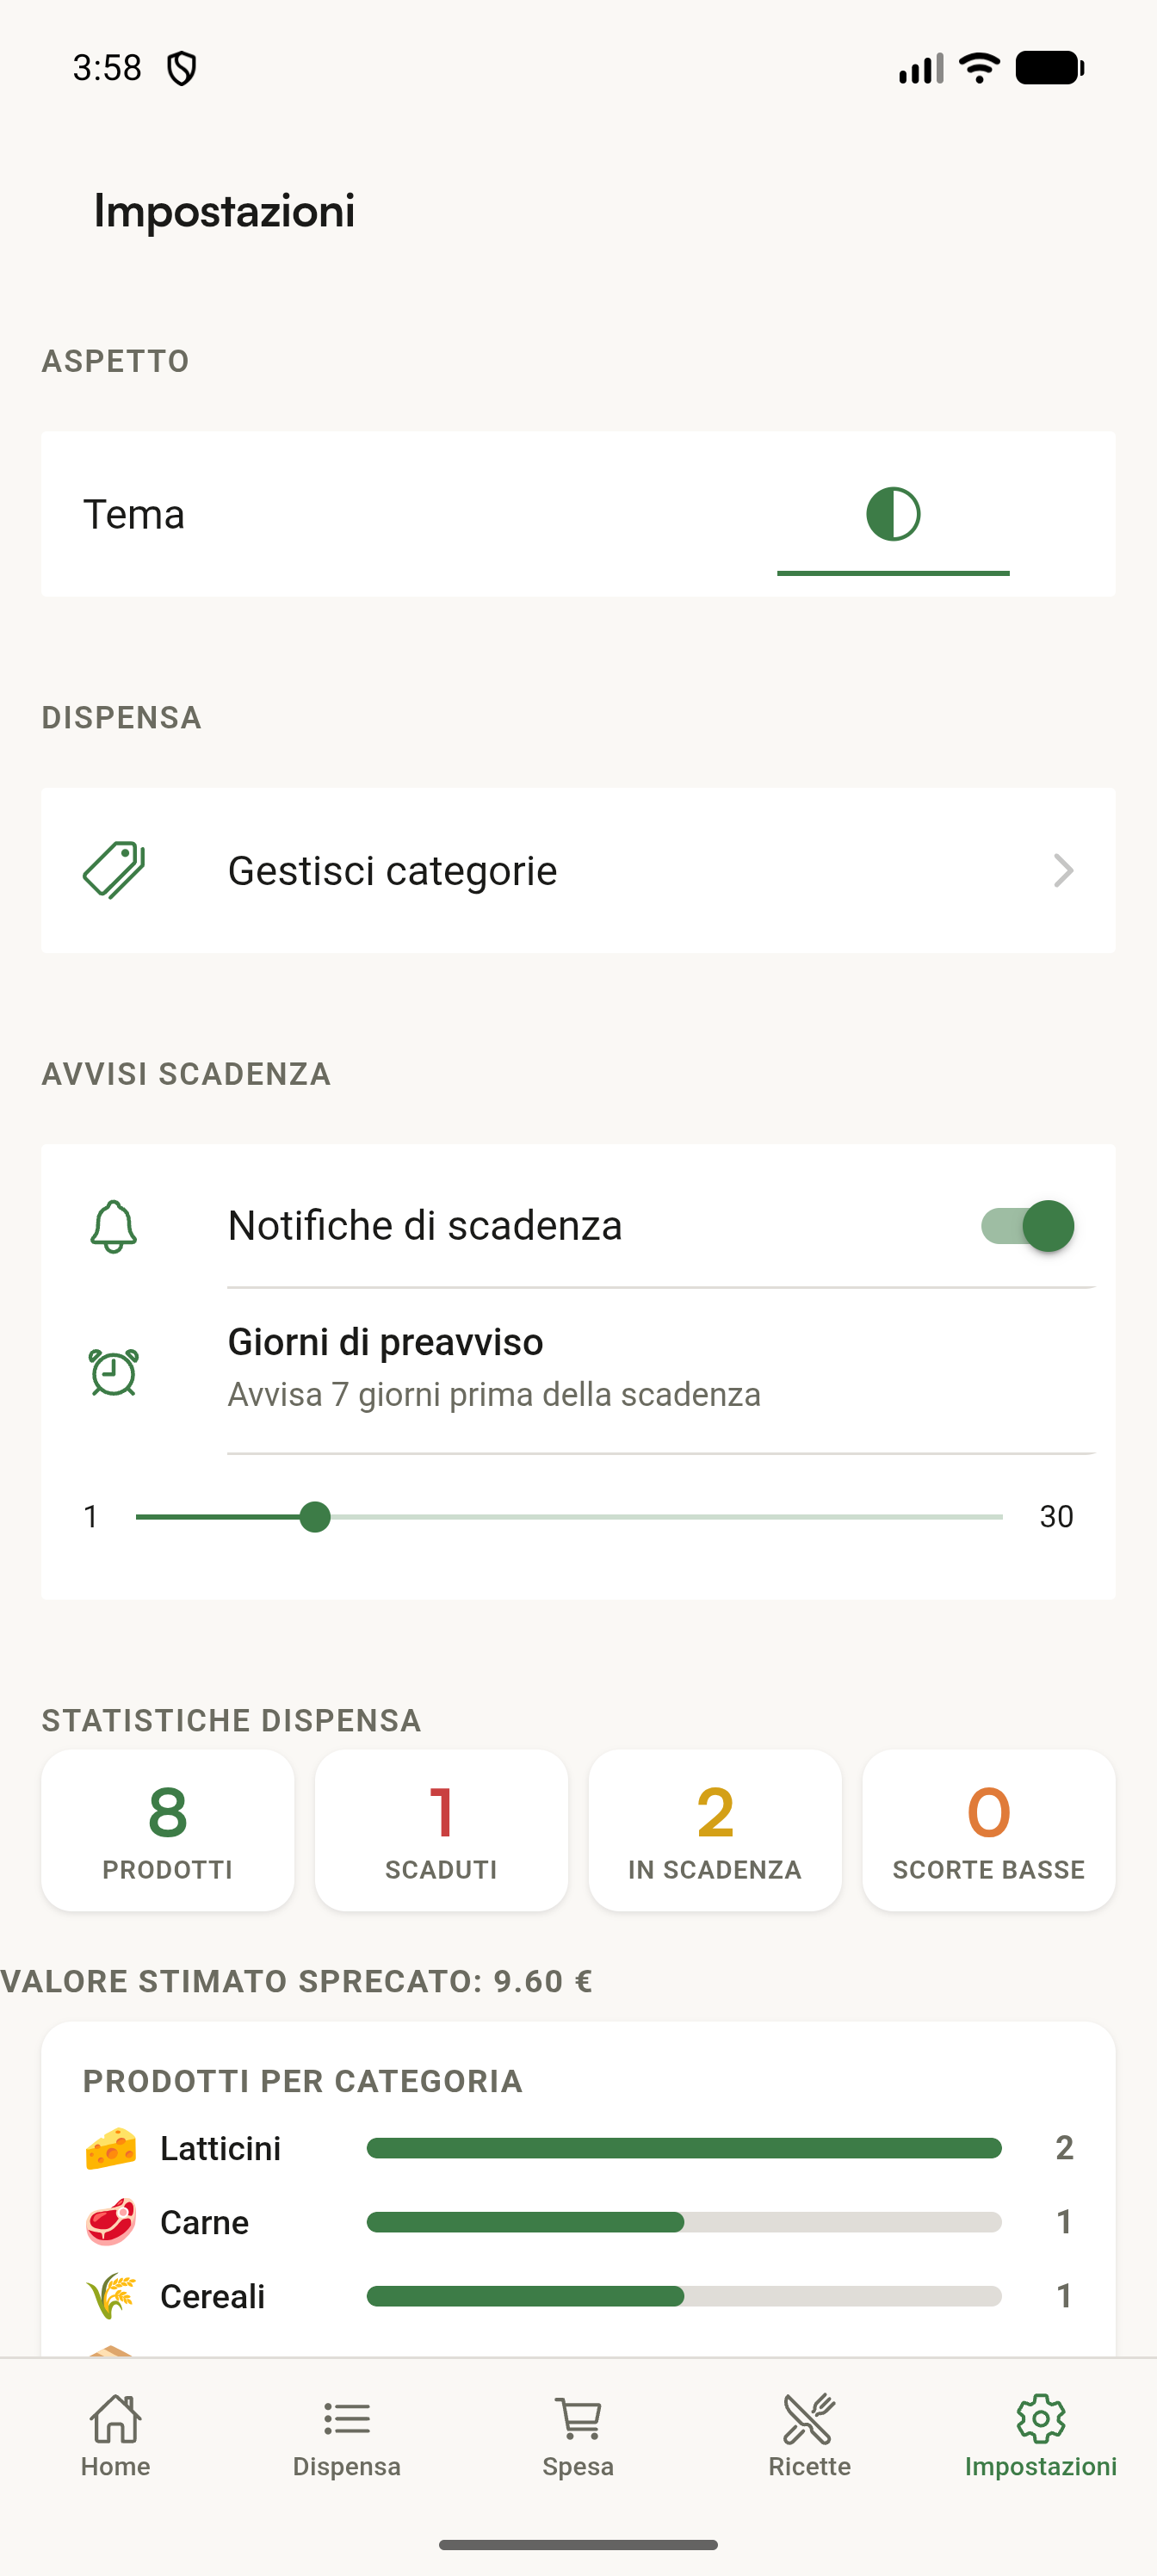 3:58
Impostazioni
ASPETTO
Tema
DISPENSA
Gestisci categorie
AVVISI SCADENZA
Notifiche di scadenza
Giorni di preavviso
Avvisa 7 giorni prima della scadenza
1 30
STATISTICHE DISPENSA
8 1 2 0
PRODOTTI SCADUTI IN SCADENZA SCORTE BASSE
VALORE STIMATO SPRECATO: 9.60 €
PRODOTTI PER CATEGORIA
Latticini 2
Carne 1
Cereali 1
Home Dispensa Spesa Ricette Impostazioni